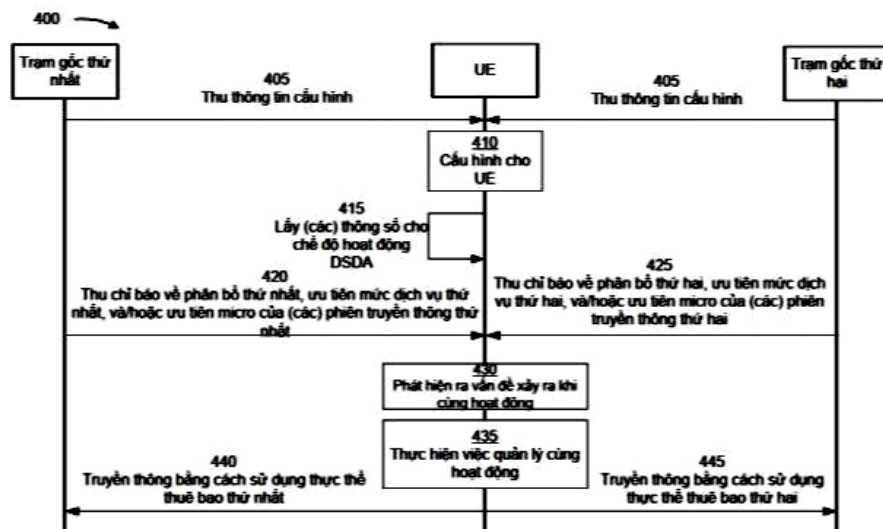 400
Trạm gốc thứ
nhất
UE
Trạm gốc thứ
hai
405
Thu thông tin cấu hình
405
Thu thông tin cấu hình
410
Cấu hình cho
UE
415
Lấy (các) thông số cho
chế độ hoạt động
DSDA
420
Thu chỉ báo về phân bổ thứ nhất, ưu tiên mức dịch vụ thứ
nhất, và/hoặc ưu tiên micro của (các) phiên truyền thông thứ
nhất
425
Thu chỉ báo về phân bổ thứ hai, ưu tiên mức dịch
vụ thứ hai, và/hoặc ưu tiên micro của (các) phiên
truyền thông thứ hai
430
Phát hiện ra vấn đề xảy ra khi
cùng hoạt động
435
Thực hiện việc quản lý cùng
hoạt động
440
Truyền thông bằng cách sử dụng thực thể
thuê bao thứ nhất
445
Truyền thông bằng cách sử dụng
thực thể thuê bao thứ hai